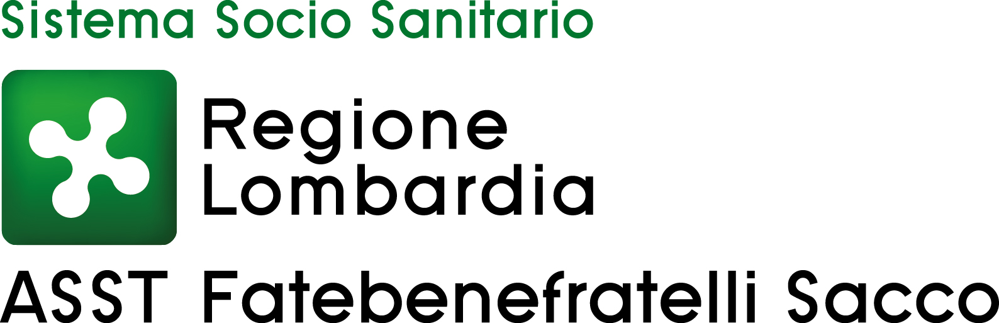 Sistema Socio Sanitario
Regione
Lombardia
ASST Fatebenefratelli Sacco